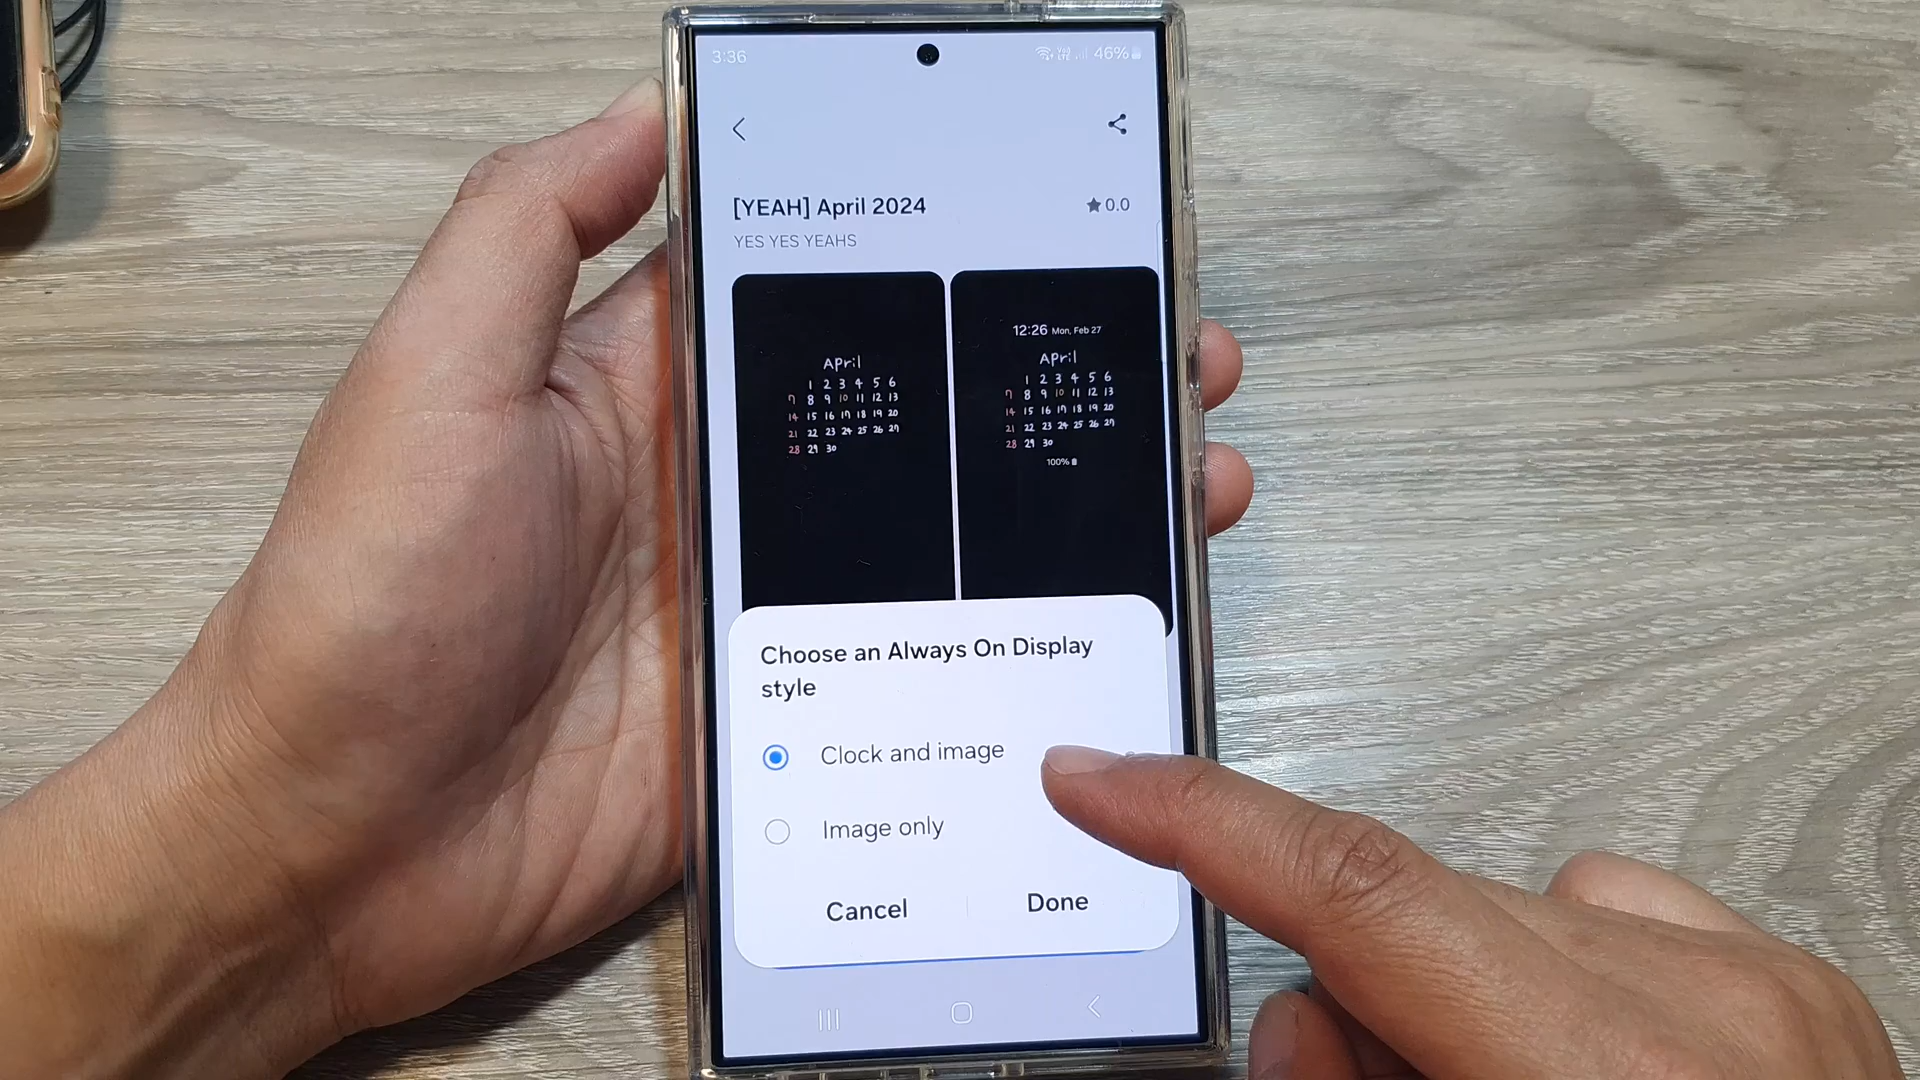 3:36
46%
[YEAH] April 2024
★0.0
YES YES YEAHS
April
1 2 3 4 5 6
7 8 9 10 11 12 13
14 15 16 17 18 19 20
21 22 23 24 25 26 27
28 29 30
12:26 Mon, Feb 27
April
1 2 3 4 5 6
7 8 9 10 11 12 13
14 15 16 17 18 19 20
21 22 23 24 25 26 27
28 29 30
100%
Choose an Always On Display
style
Clock and image
Image only
Cancel
Done